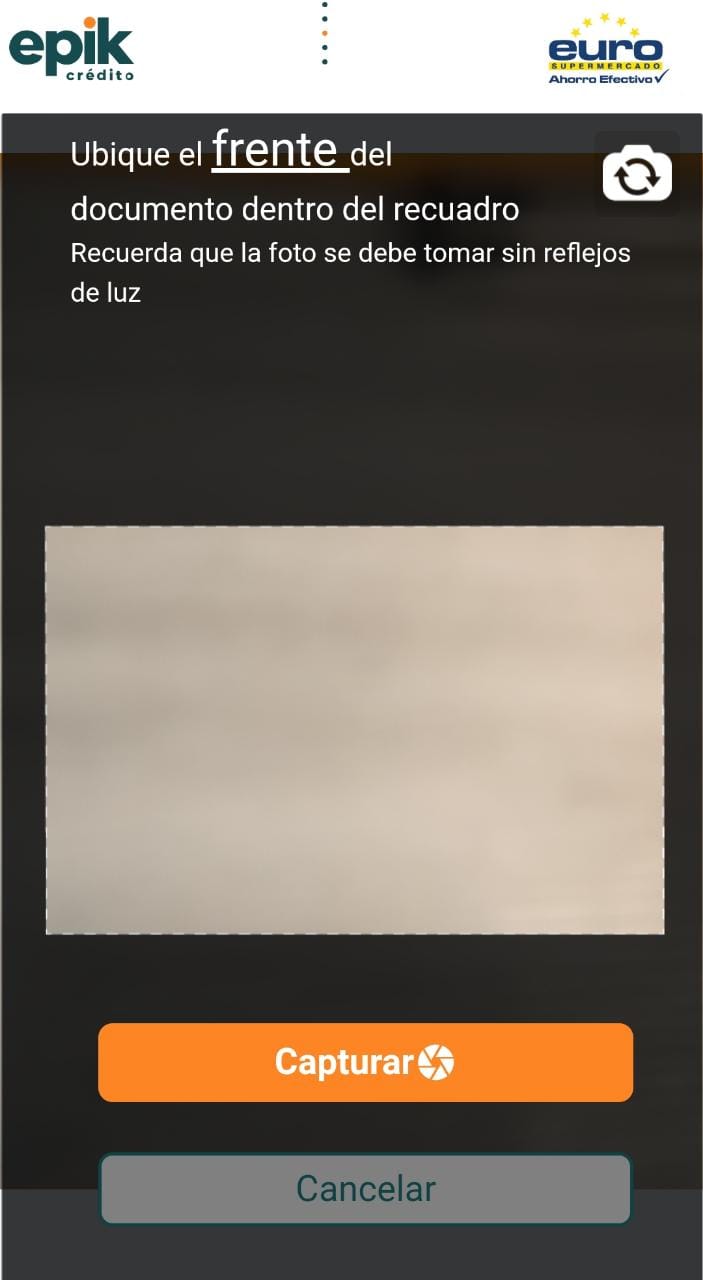 epik
crédito
euro
SUPERMERCADO
Ahorro Efectivo
Ubique el frente del
documento dentro del recuadro
Recuerda que la foto se debe tomar sin reflejos
de luz
Capturar
Cancelar